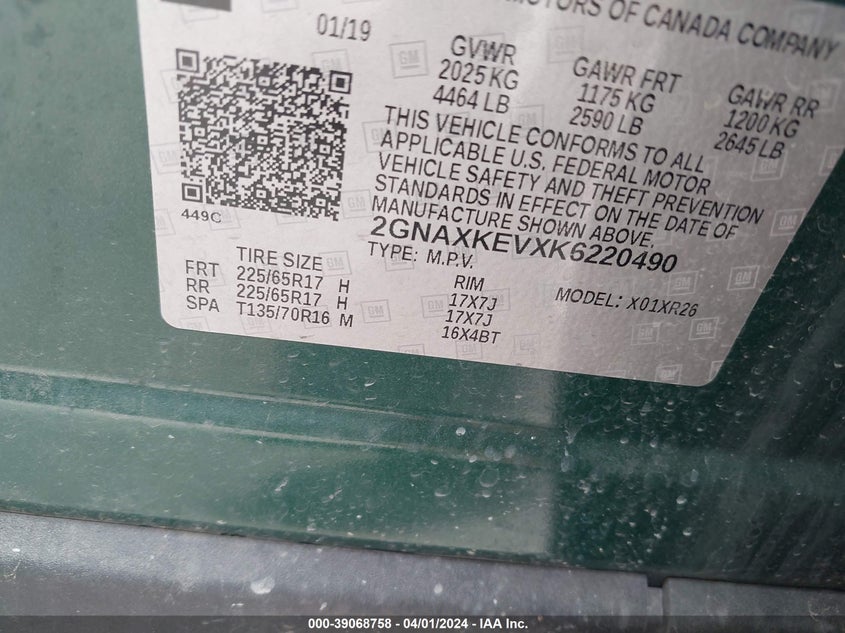 MOTORS OF CANADA COMPANY
01/19
GVWR
2025 KG
4464 LB
GAWR FRT
1175 KG
2590 LB
GAWR RR
1200 KG
2645 LB
THIS VEHICLE CONFORMS TO ALL
APPLICABLE U.S. FEDERAL MOTOR
VEHICLE SAFETY AND THEFT PREVENTION
STANDARDS IN EFFECT ON THE DATE OF
MANUFACTURE SHOWN ABOVE.
449C
2GNAXKEVXK6220490
TYPE: M.P.V.
TIRE SIZE
RIM
FRT 225/65R17 H 17X7J
RR 225/65R17 H 17X7J
SPA T135/70R16 M 16X4BT
MODEL: X01XR26
GM
000-39068758 - 04/01/2024 - IAA Inc.